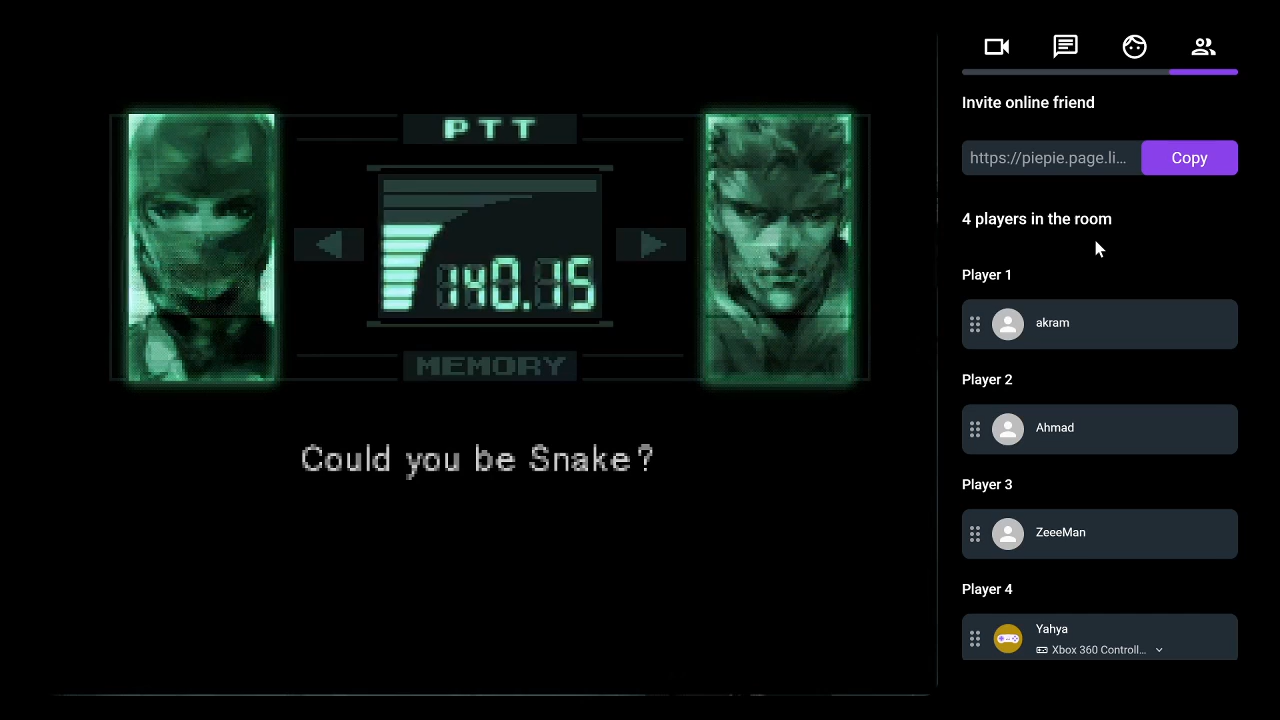 PTT
140.15
MEMORY
Could you be Snake?
Invite online friend
https://piepie.page.li...
Copy
4 players in the room
Player 1
akram
Player 2
Ahmad
Player 3
ZeeeMan
Player 4
Yahya
Xbox 360 Controll...